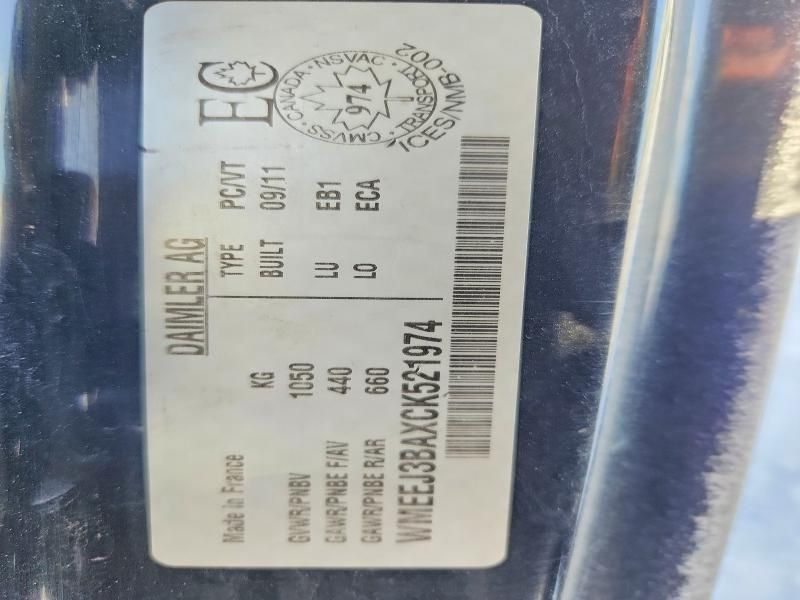 DAIMLER AG
EC
CANADA · NSVAC · TRANSPORT · CMVSS
974
ICES/NMB-002
Made in France
TYPE PC/VT
KG
BUILT 09/11
GVWR/PNBV 1050
GAWR/PNBE F/AV 440
LU EB1
GAWR/PNBE R/AR 660
LO ECA
WMEEJ3BAXCK521974